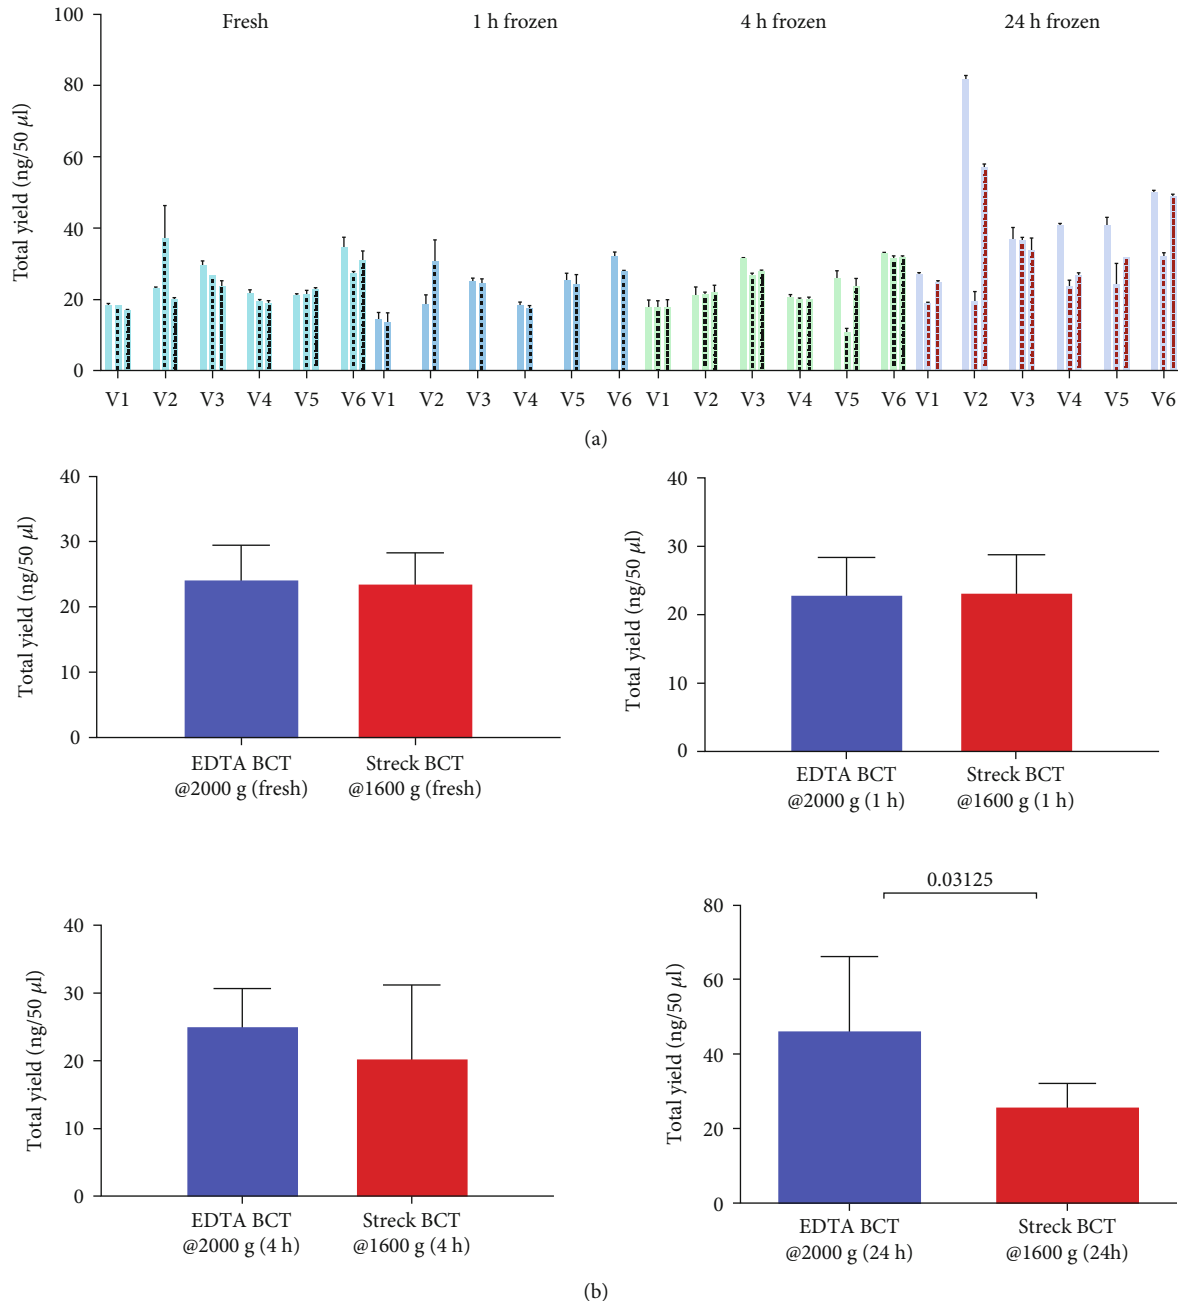 Fresh 1 h frozen 4 h frozen 24 h frozen
Total yield (ng/50 μl)
100
80
60
40
20
0
V1 V2 V3 V4 V5 V6 V1 V2 V3 V4 V5 V6 V1 V2 V3 V4 V5 V6 V1 V2 V3 V4 V5 V6
(a)
Total yield (ng/50 μl)
40
30
20
10
0
EDTA BCT
@2000 g (fresh)
Streck BCT
@1600 g (fresh)
Total yield (ng/50 μl)
40
30
20
10
0
EDTA BCT
@2000 g (1 h)
Streck BCT
@1600 g (1 h)
Total yield (ng/50 μl)
40
30
20
10
0
EDTA BCT
@2000 g (4 h)
Streck BCT
@1600 g (4 h)
0.03125
Total yield (ng/50 μl)
80
60
40
20
0
EDTA BCT
@2000 g (24 h)
Streck BCT
@1600 g (24h)
(b)